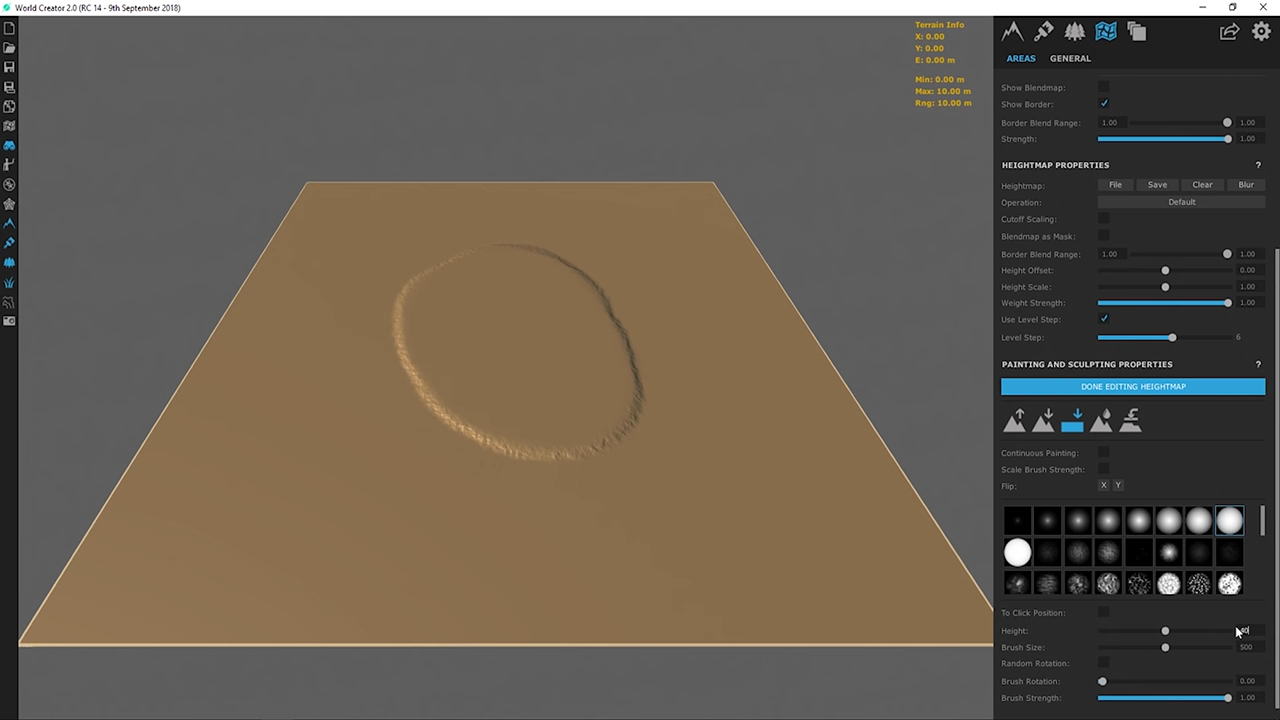 World Creator 2.0 (RC 14 - 9th September 2018)
Terrain Info
X: 0.00
Y: 0.00
E: 0.00 m
Min: 0.00 m
Max: 10.00 m
Rng: 10.00 m
AREAS GENERAL
Show Blendmap:
Show Border:
Border Blend Range: 1.00 1.00
Strength: 1.00
HEIGHTMAP PROPERTIES ?
Heightmap: File Save Clear Blur
Operation: Default
Cutoff Scaling:
Blendmap as Mask:
Border Blend Range: 1.00 1.00
Height Offset: 0.00
Height Scale: 1.00
Weight Strength: 1.00
Use Level Step:
Level Step: 6
PAINTING AND SCULPTING PROPERTIES ?
DONE EDITING HEIGHTMAP
Continuous Painting:
Scale Brush Strength:
Flip: X Y
To Click Position:
Height:
Brush Size: 500
Random Rotation:
Brush Rotation: 0.00
Brush Strength: 1.00